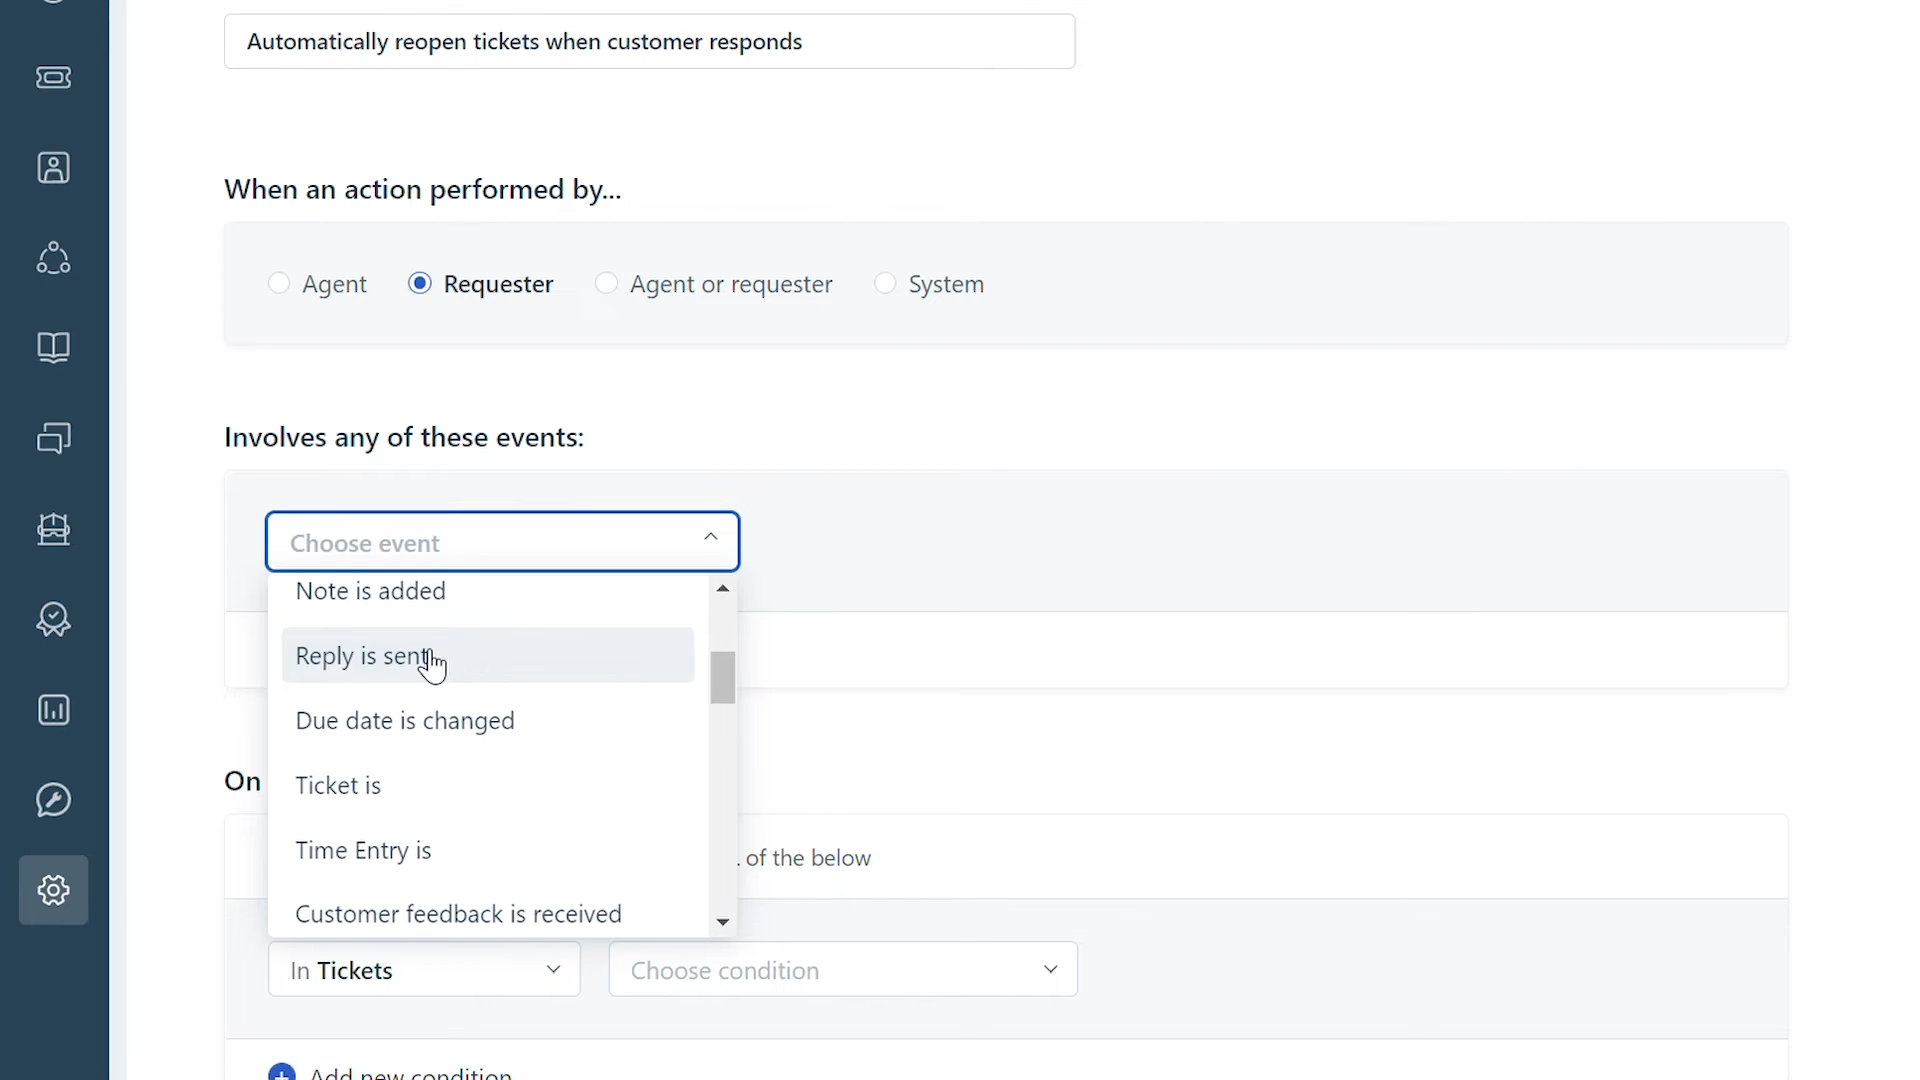 Automatically reopen tickets when customer responds
When an action performed by...
Agent
Requester
Agent or requester
System
Involves any of these events:
Choose event
Note is added
Reply is sent
Due date is changed
Ticket is
Time Entry is
Customer feedback is received
On
of the below
In Tickets
Choose condition
Add new condition